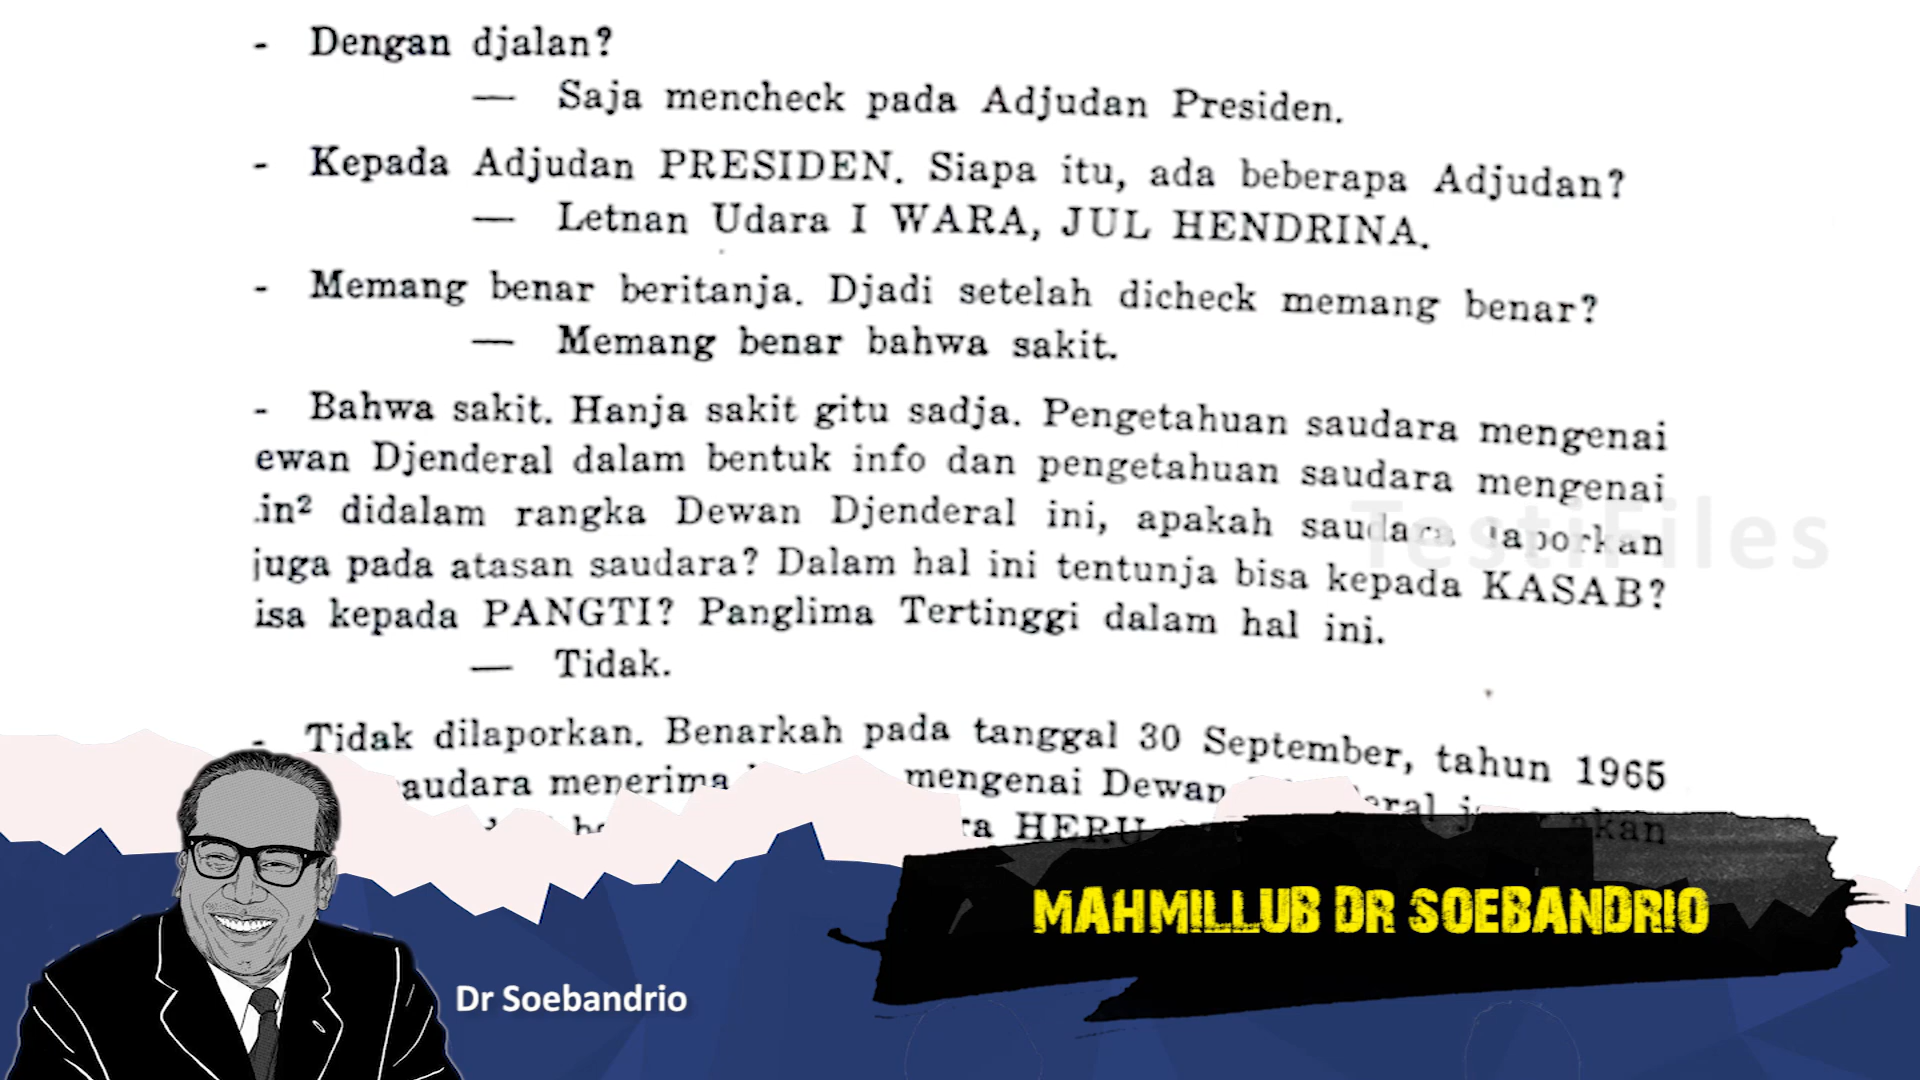 - Dengan djalan?
— Saja mencheck pada Adjudan Presiden.
- Kepada Adjudan PRESIDEN. Siapa itu, ada beberapa Adjudan?
— Letnan Udara I WARA, JUL HENDRINA.
- Memang benar beritanja. Djadi setelah dicheck memang benar?
— Memang benar bahwa sakit.
- Bahwa sakit. Hanja sakit gitu sadja. Pengetahuan saudara mengenai
ewan Djenderal dalam bentuk info dan pengetahuan saudara mengenai
.in² didalam rangka Dewan Djenderal ini, apakah saudara laporkan
juga pada atasan saudara? Dalam hal ini tentunja bisa kepada KASAB?
isa kepada PANGTI? Panglima Tertinggi dalam hal ini.
— Tidak.
- Tidak dilaporkan. Benarkah pada tanggal 30 September, tahun 1965
audara menerima mengenai Dewan
HERU akan
TestiFiles
MAHMILLUB DR SOEBANDRIO
Dr Soebandrio